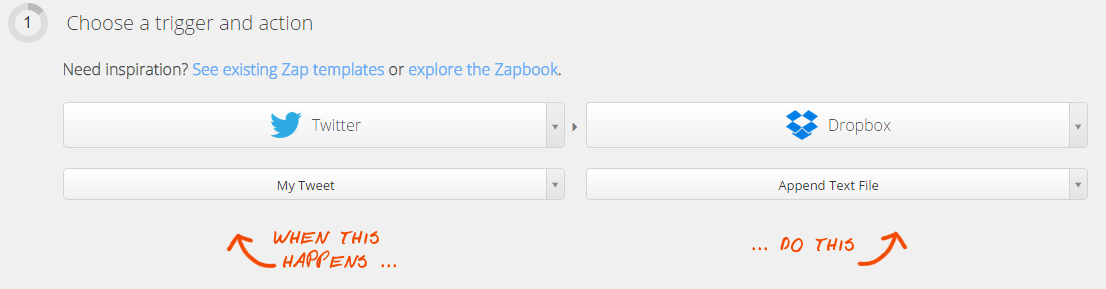 1 Choose a trigger and action
Need inspiration? See existing Zap templates or explore the Zapbook.
Twitter Dropbox
My Tweet Append Text File
WHEN THIS ... DO THIS
HAPPENS ...